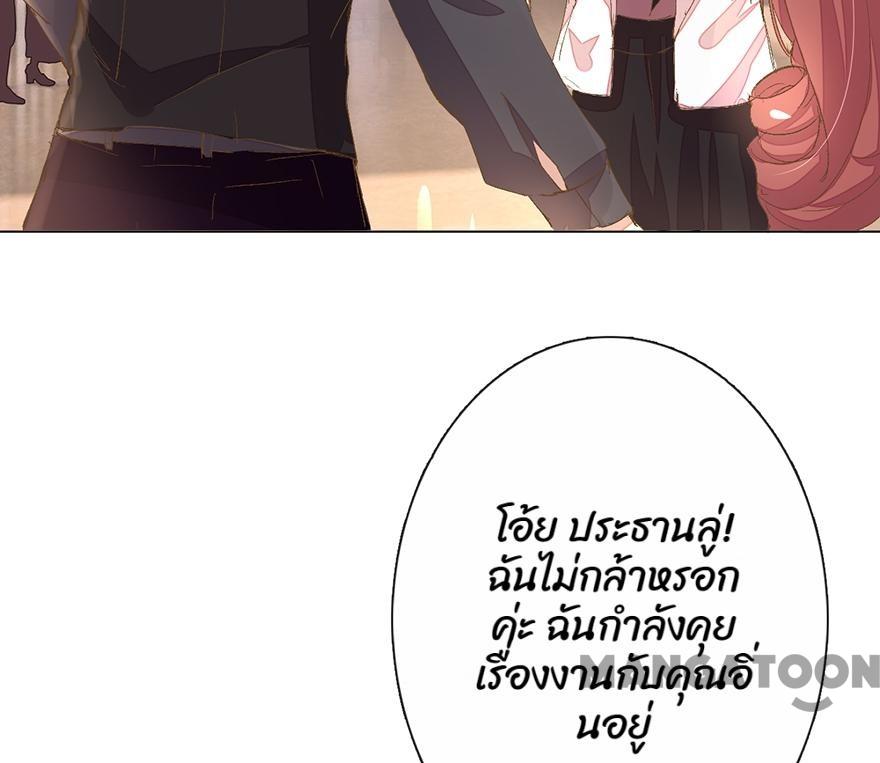 โอ้ย ประธานลู่!
ฉันไม่กล้าหรอก
ค่ะ ฉันกำลังคุย
เรื่องงานกับคุณอิ่
นอยู่
MANGATOON